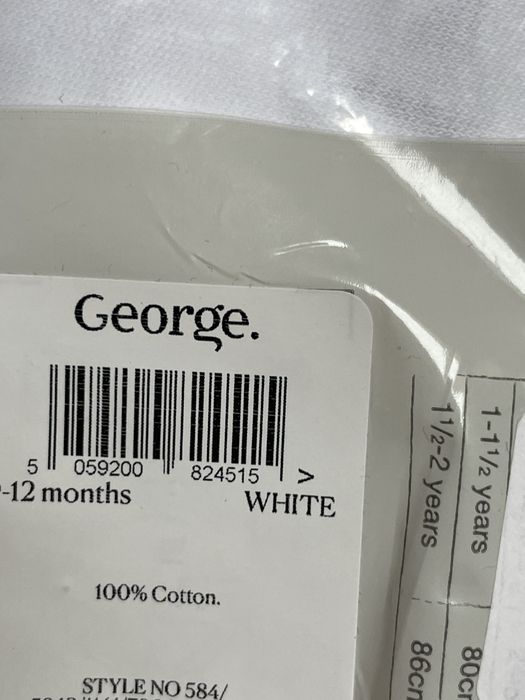 George.
5 059200 824515 >
-12 months
WHITE
100% Cotton.
STYLE NO 584/
1-1½ years
80cm
1½-2 years
86cm